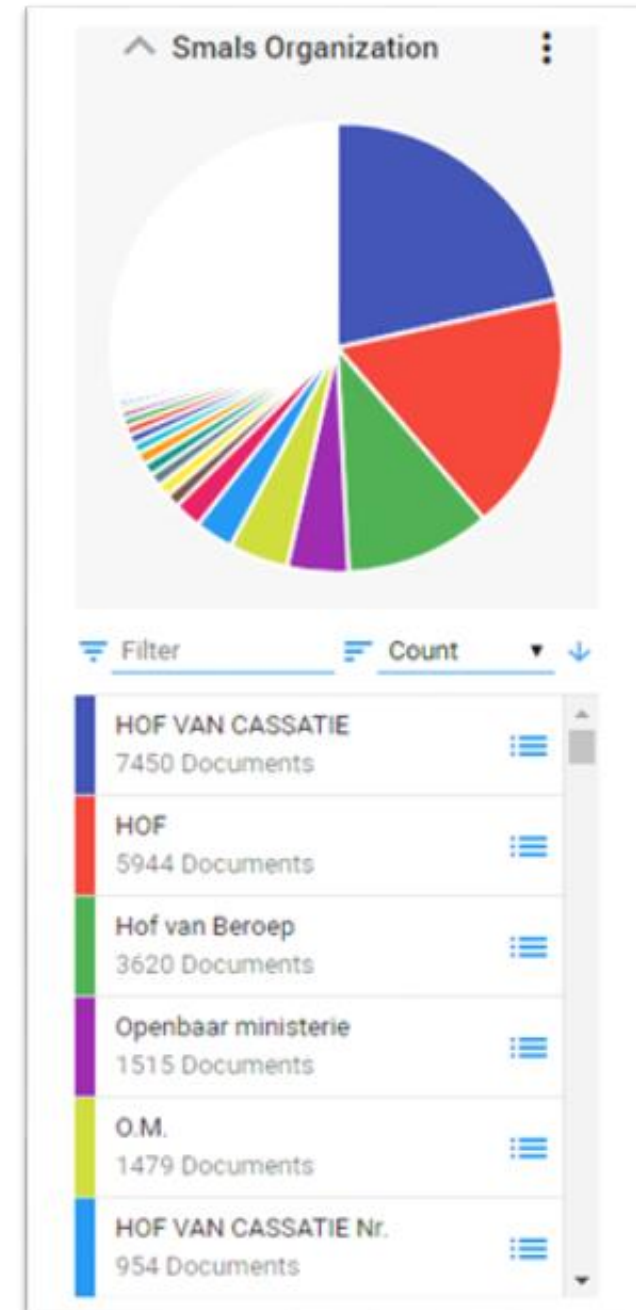 Smals Organization
Filter
Count
HOF VAN CASSATIE
7450 Documents
HOF
5944 Documents
Hof van Beroep
3620 Documents
Openbaar ministerie
1515 Documents
O.M.
1479 Documents
HOF VAN CASSATIE Nr.
954 Documents